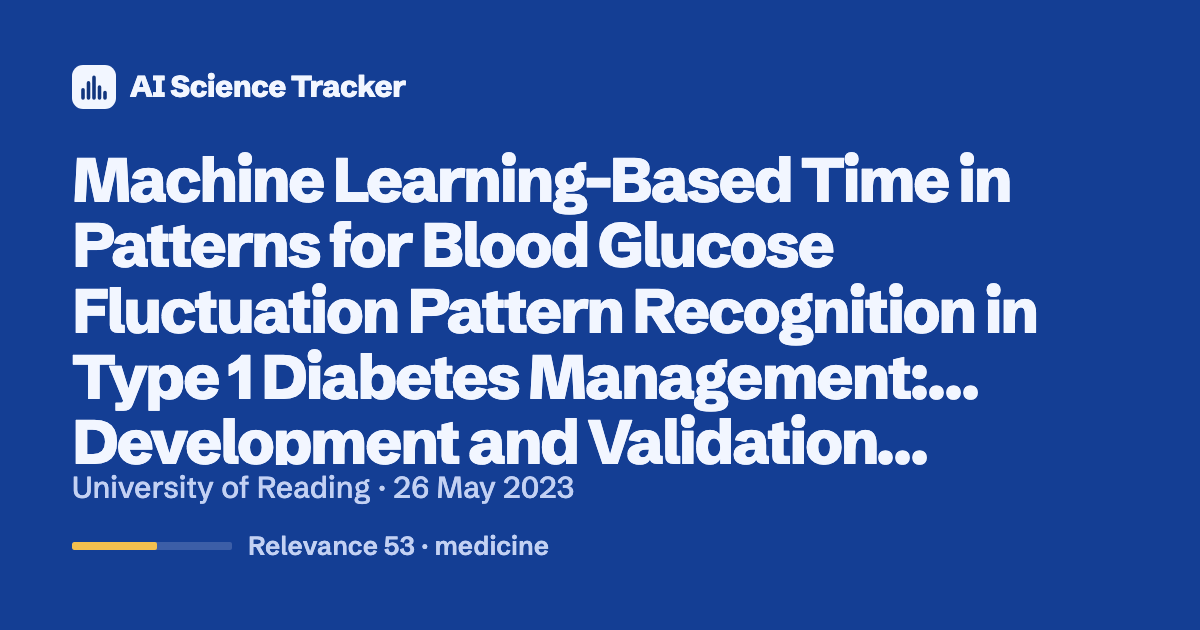 AI Science Tracker
Machine Learning-Based Time in
Patterns for Blood Glucose
Fluctuation Pattern Recognition in
Type 1 Diabetes Management:...
Development and Validation...
University of Reading · 26 May 2023
Relevance 53 · medicine